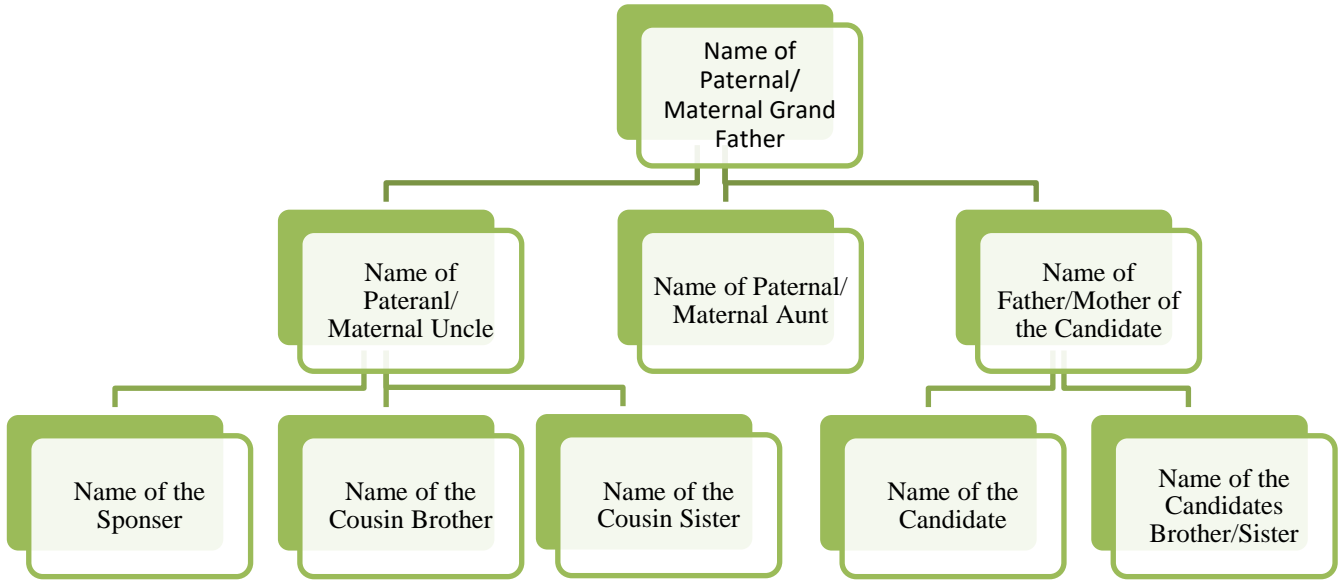 Name of
Paternal/
Maternal Grand
Father
Name of
Pateranl/
Maternal Uncle
Name of Paternal/
Maternal Aunt
Name of
Father/Mother of
the Candidate
Name of the
Sponser
Name of the
Cousin Brother
Name of the
Cousin Sister
Name of the
Candidate
Name of the
Candidates
Brother/Sister